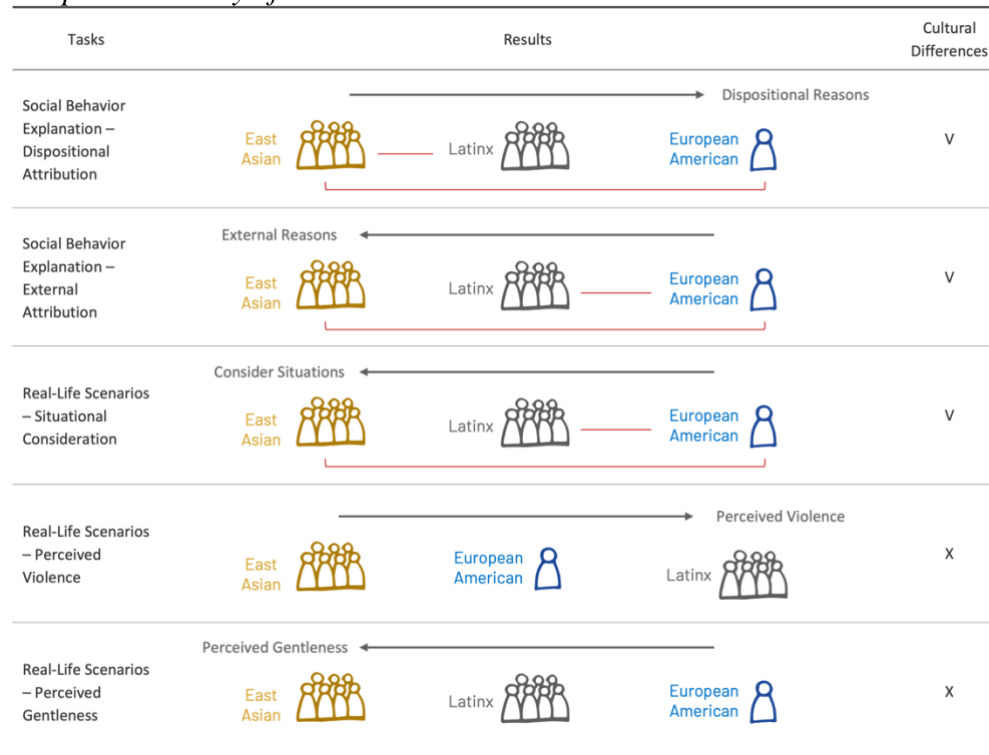 Tasks
Results
Cultural
Differences
Social Behavior
Explanation –
Dispositional
Attribution
Dispositional Reasons
East
Asian
Latinx
European
American
V
Social Behavior
Explanation –
External
Attribution
External Reasons
East
Asian
Latinx
European
American
V
Real-Life Scenarios
– Situational
Consideration
Consider Situations
East
Asian
Latinx
European
American
V
Real-Life Scenarios
– Perceived
Violence
Perceived Violence
East
Asian
European
American
Latinx
X
Real-Life Scenarios
– Perceived
Gentleness
Perceived Gentleness
East
Asian
Latinx
European
American
X